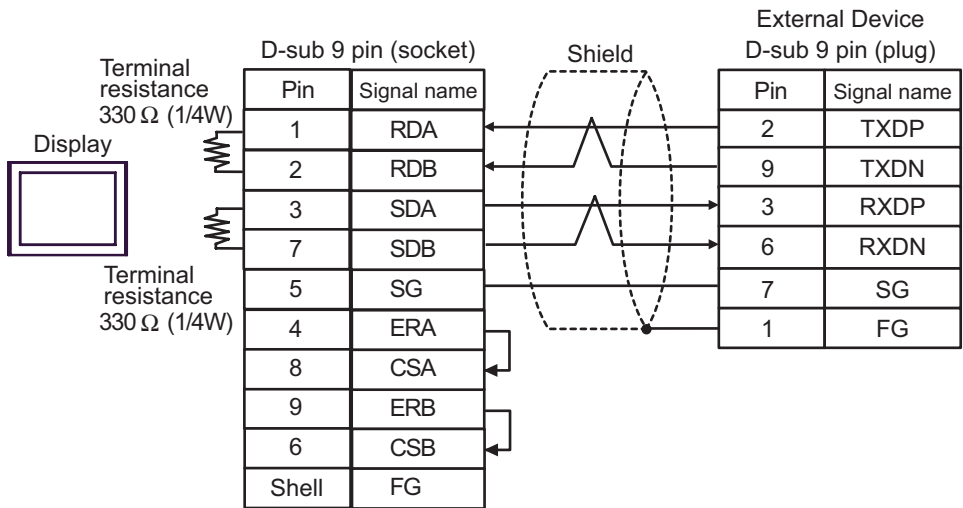 External Device
D-sub 9 pin (socket)
Shield
D-sub 9 pin (plug)
Terminal
resistance
330 Ω (1/4W)
Display
Pin Signal name
1 RDA
2 RDB
3 SDA
7 SDB
5 SG
4 ERA
8 CSA
9 ERB
6 CSB
Shell FG
Terminal
resistance
330 Ω (1/4W)
Pin Signal name
2 TXDP
9 TXDN
3 RXDP
6 RXDN
7 SG
1 FG